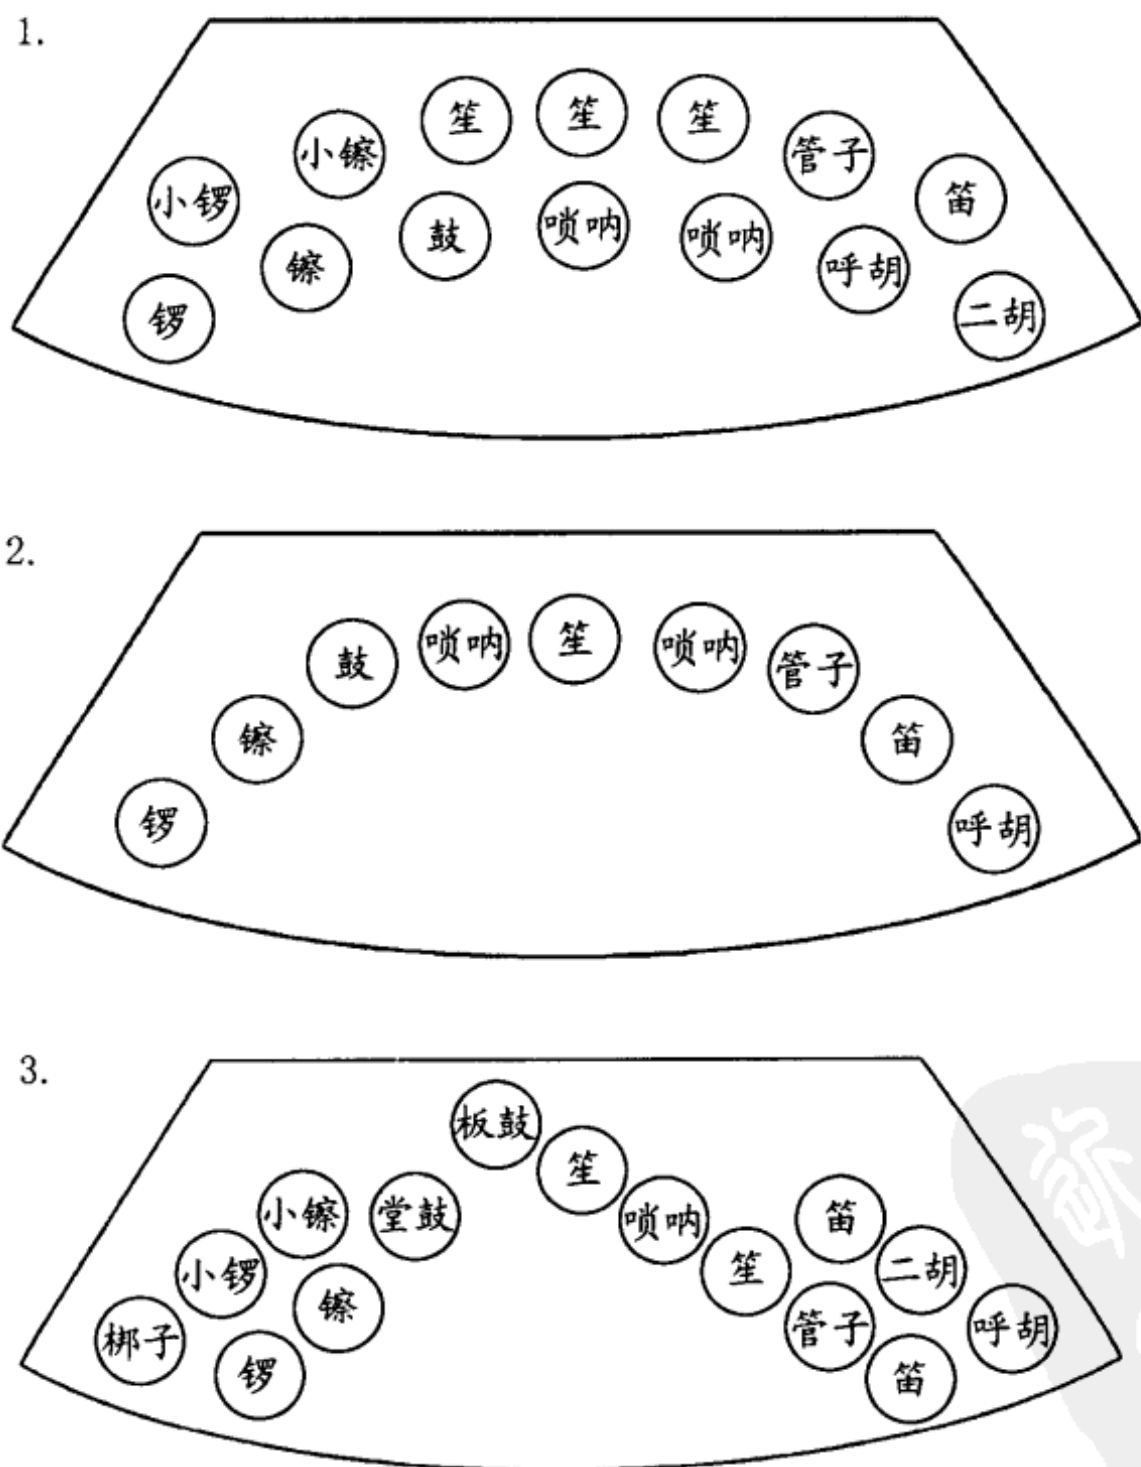 1.
笙 笙 笙
小镲 管子
小锣 笛
鼓 唢呐 唢呐
镲 呼胡
锣 二胡
2.
鼓 唢呐 笙 唢呐 管子
镲 笛
锣 呼胡
3.
板鼓
笙
小镲 堂鼓 唢呐 笛
小锣 笙 二胡
镲 管子
梆子 呼胡
锣 笛